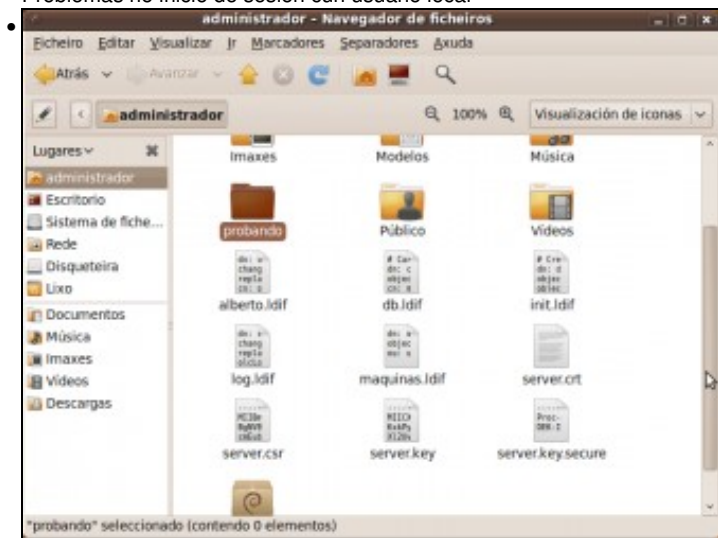 Problemas no inicio de sesión cun usuario local
administrador - Navegador de ficheiros
Ficheiro Editar Visualizar Ir Marcadores Separadores Axuda
Atrás Avanzar
administrador 100% Visualización de iconas
Lugares
administrador
Escritorio
Sistema de fiche...
Rede
Disqueteira
Lixo
Documentos
Música
Imaxes
Vídeos
Descargas
Imaxes Modelos Música
probando Público Vídeos
alberto.ldif db.ldif init.ldif
log.ldif maquinas.ldif server.crt
server.csr server.key server.key.secure
"probando" seleccionado (contendo 0 elementos)